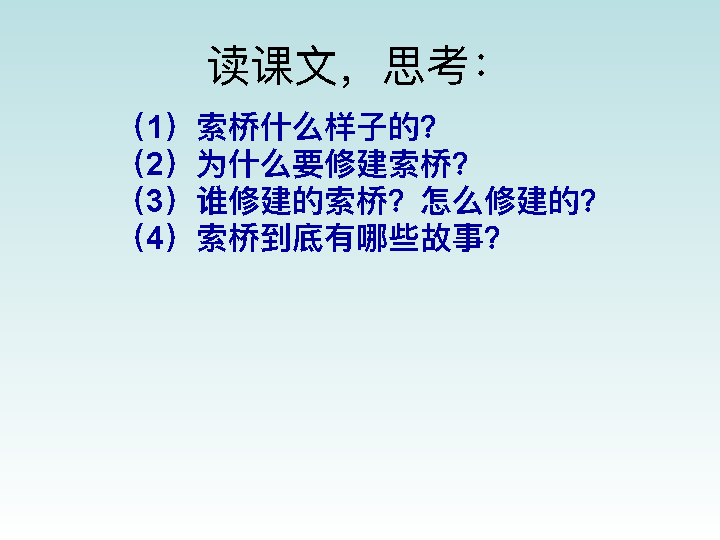 读课文，思考：
（1）索桥什么样子的？
（2）为什么要修建索桥？
（3）谁修建的索桥？怎么修建的？
（4）索桥到底有哪些故事？